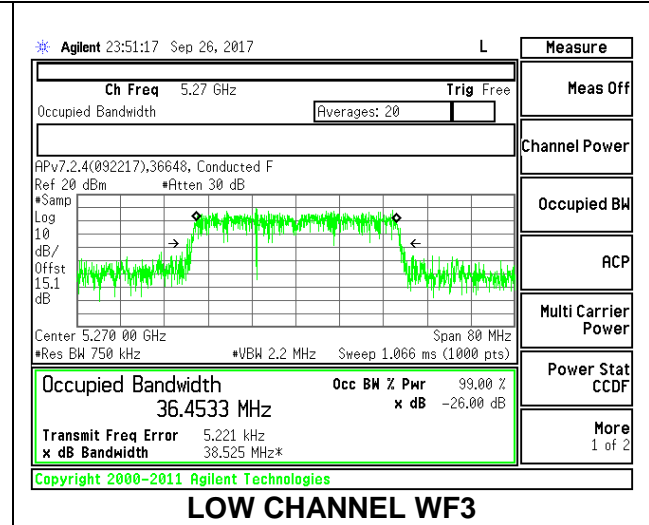 Agilent 23:51:17 Sep 26, 2017 L
Measure
Ch Freq 5.27 GHz Trig Free
Occupied Bandwidth Averages: 20
APv7.2.4(092217),36648, Conducted F
Ref 20 dBm #Atten 30 dB
#Samp
Log
10
dB/
Offst
15.1
dB
Center 5.270 00 GHz Span 80 MHz
#Res BW 750 kHz #VBW 2.2 MHz Sweep 1.066 ms (1000 pts)
Occupied Bandwidth Occ BW % Pwr 99.00 %
36.4533 MHz x dB -26.00 dB
Transmit Freq Error 5.221 kHz
x dB Bandwidth 38.525 MHz*
Copyright 2000-2011 Agilent Technologies
Meas Off
Channel Power
Occupied BW
ACP
Multi Carrier
Power
Power Stat
CCDF
More
1 of 2
LOW CHANNEL WF3